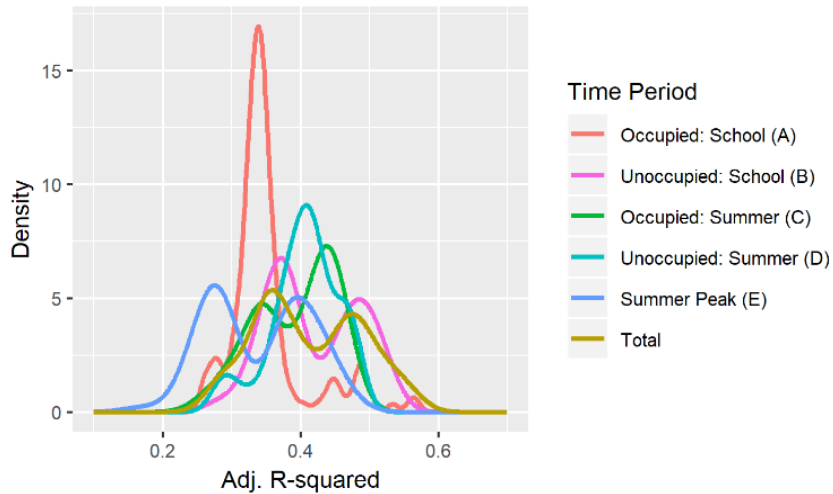 15
10
5
0
Density
0.2
0.4
0.6
Adj. R-squared
Time Period
Occupied: School (A)
Unoccupied: School (B)
Occupied: Summer (C)
Unoccupied: Summer (D)
Summer Peak (E)
Total